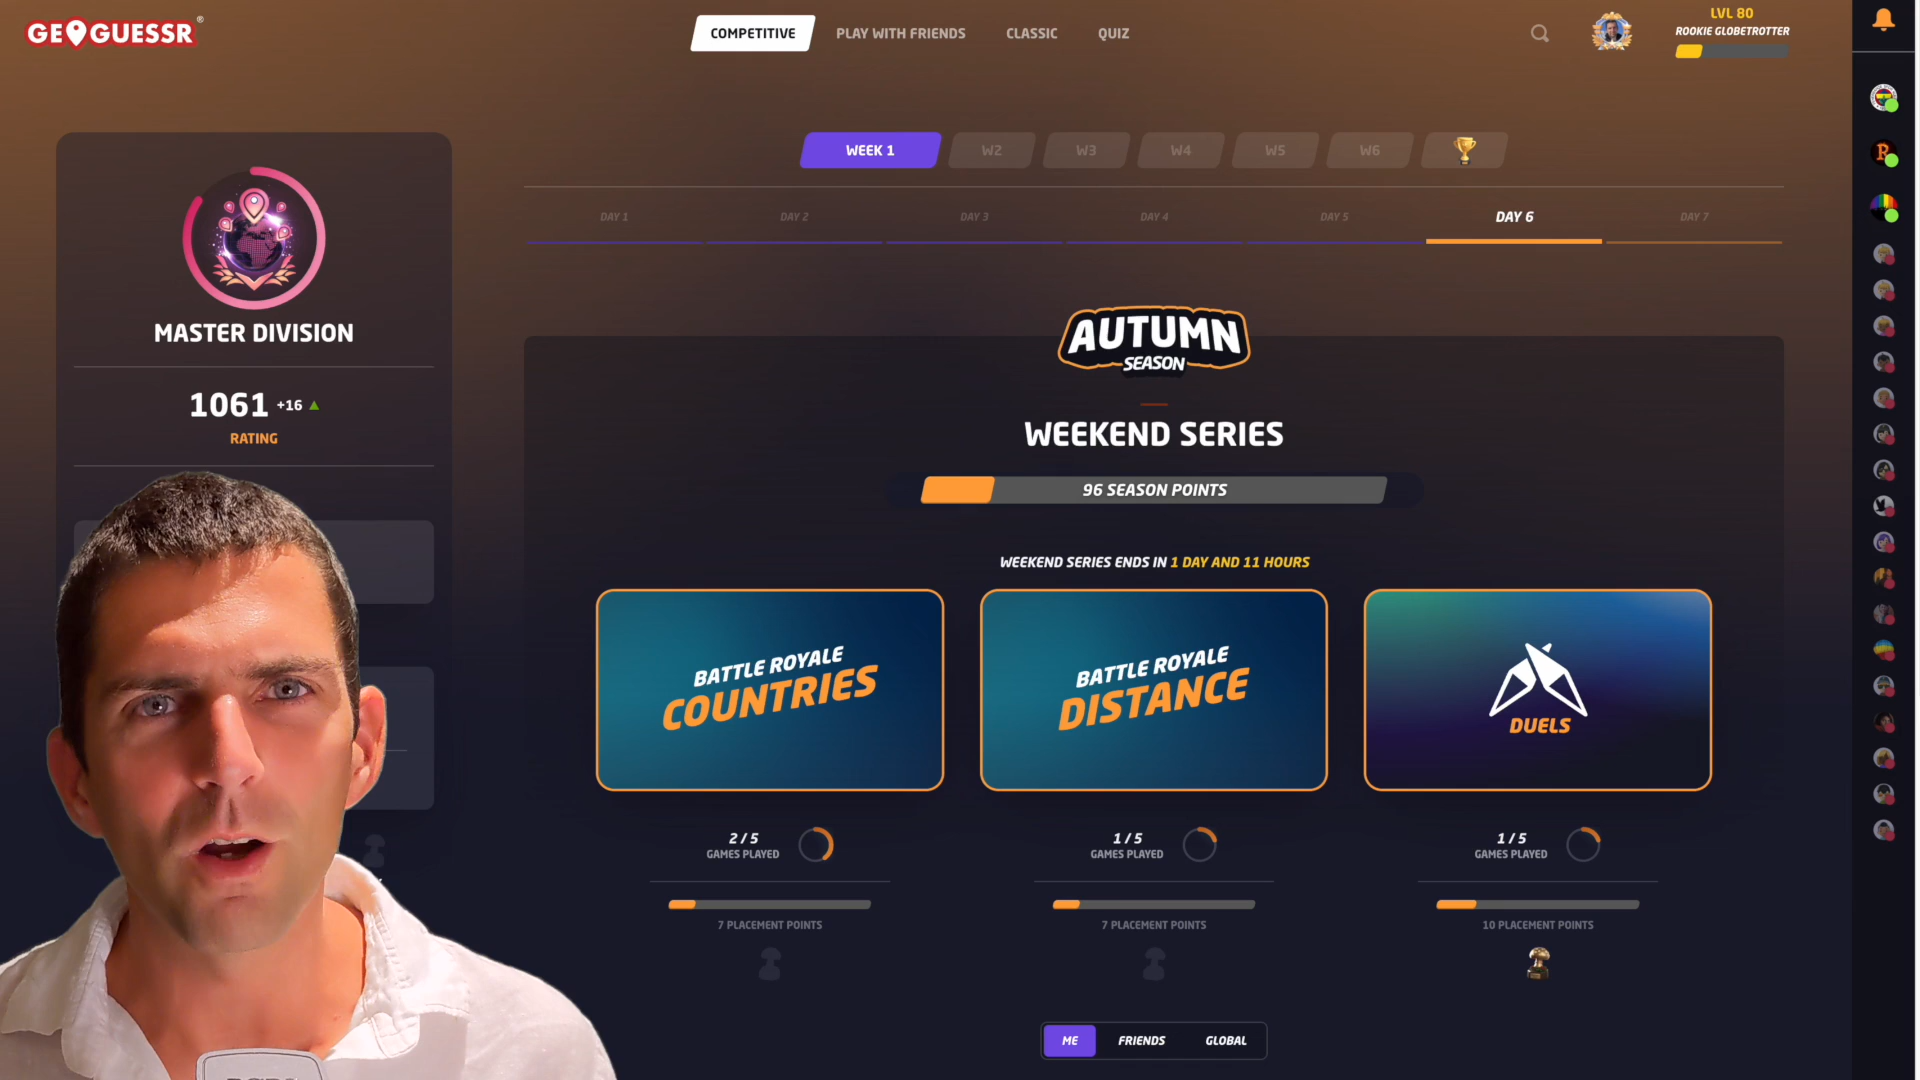 GEOGUESSR®
COMPETITIVE
PLAY WITH FRIENDS
CLASSIC
QUIZ
LVL 80
ROOKIE GLOBETROTTER
R
WEEK 1
W2
W3
W4
W5
W6
DAY 1
DAY 2
DAY 3
DAY 4
DAY 5
DAY 6
DAY 7
MASTER DIVISION
1061 +16
RATING
AUTUMN
SEASON
WEEKEND SERIES
96 SEASON POINTS
WEEKEND SERIES ENDS IN 1 DAY AND 11 HOURS
BATTLE ROYALE
COUNTRIES
BATTLE ROYALE
DISTANCE
DUELS
2 / 5
GAMES PLAYED
7 PLACEMENT POINTS
1 / 5
GAMES PLAYED
7 PLACEMENT POINTS
1 / 5
GAMES PLAYED
10 PLACEMENT POINTS
ME
FRIENDS
GLOBAL